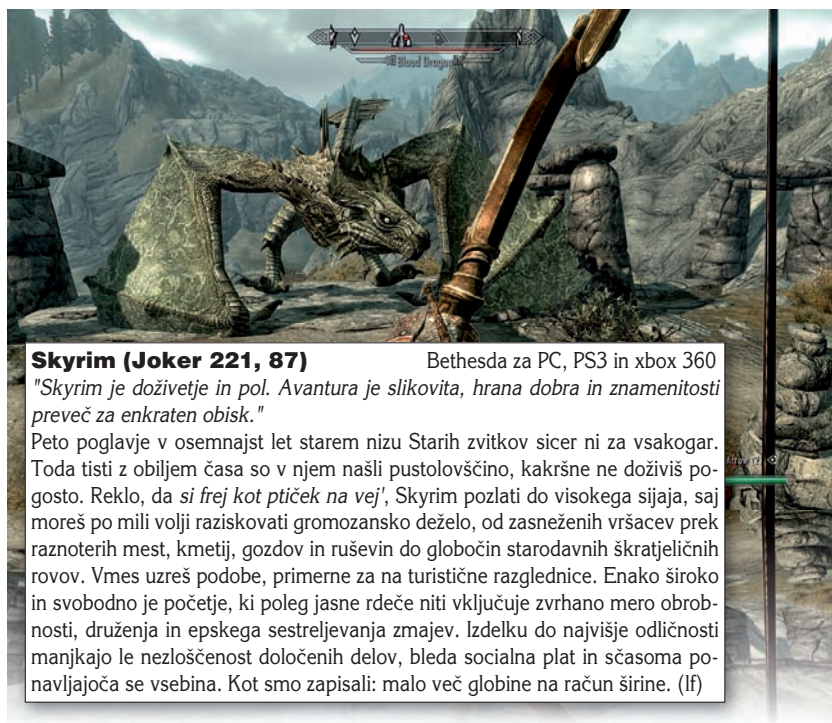 Blood Dragon
Skyrim (Joker 221, 87) Bethesda za PC, PS3 in xbox 360
"Skyrim je doživetje in pol. Avantura je slikovita, hrana dobra in znamenitosti
preveč za enkraten obisk."
Peto poglavje v osemnajst let starem nizu Starih zvitkov sicer ni za vsakogar.
Toda tisti z obiljem časa so v njem našli pustolovščino, kakršne ne doživiš po-
gosto. Reklo, da si frej kot ptiček na vej', Skyrim pozlati do visokega sijaja, saj
moreš po mili volji raziskovati gromozansko deželo, od zasneženih vršacev prek
raznoterih mest, kmetij, gozdov in ruševin do globočin starodavnih škratjeličnih
rovov. Vmes uzreš podobe, primerne za na turistične razglednice. Enako široko
in svobodno je početje, ki poleg jasne rdeče niti vključuje zvrhano mero obrob-
nosti, druženja in epskega sestreljevanja zmajev. Izdelku do najvišje odličnosti
manjkajo le nezloščenost določenih delov, bleda socialna plat in sčasoma po-
navljajoča se vsebina. Kot smo zapisali: malo več globine na račun širine. (lf)